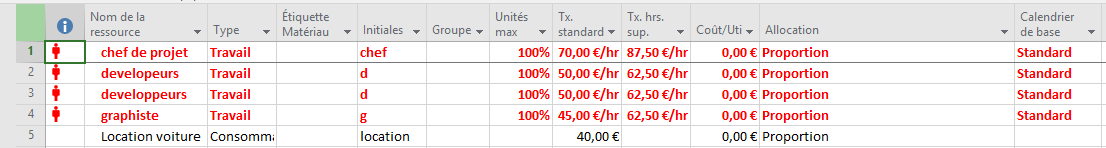 Nom de la ressource Type Étiquette Matériau Initiales Groupe Unités max Tx. standard Tx. hrs. sup. Coût/Uti Allocation Calendrier de base
1 chef de projet Travail chef 100% 70,00 €/hr 87,50 €/hr 0,00 € Proportion Standard
2 developeurs Travail d 100% 50,00 €/hr 62,50 €/hr 0,00 € Proportion Standard
3 developpeurs Travail d 100% 50,00 €/hr 62,50 €/hr 0,00 € Proportion Standard
4 graphiste Travail g 100% 45,00 €/hr 62,50 €/hr 0,00 € Proportion Standard
5 Location voiture Consomma location 40,00 € 0,00 € Proportion